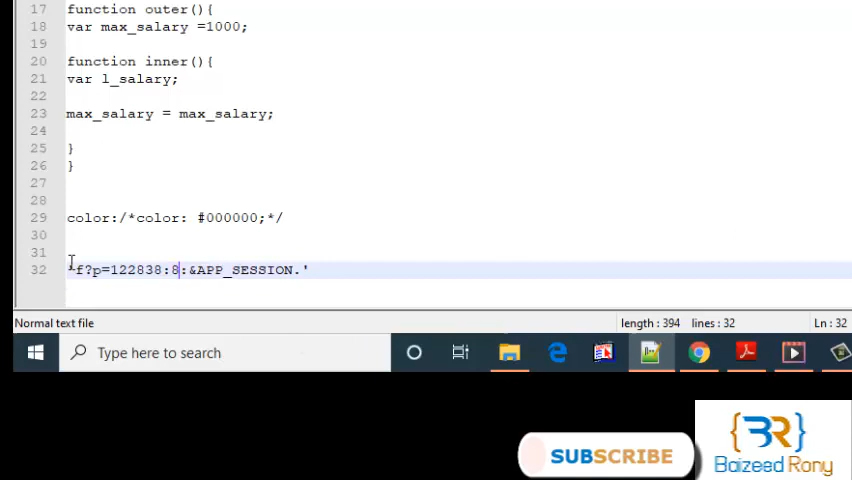 17 function outer(){
18 var max_salary =1000;
19
20 function inner(){
21 var l_salary;
22
23 max_salary = max_salary;
24
25 }
26 }
27
28
29 color:/*color: #000000;*/
30
31
32 'f?p=122838:8:&APP_SESSION.'
Normal text file length : 394 lines : 32 Ln : 32
Type here to search
SUBSCRIBE
{BR}
Baizeed Rony